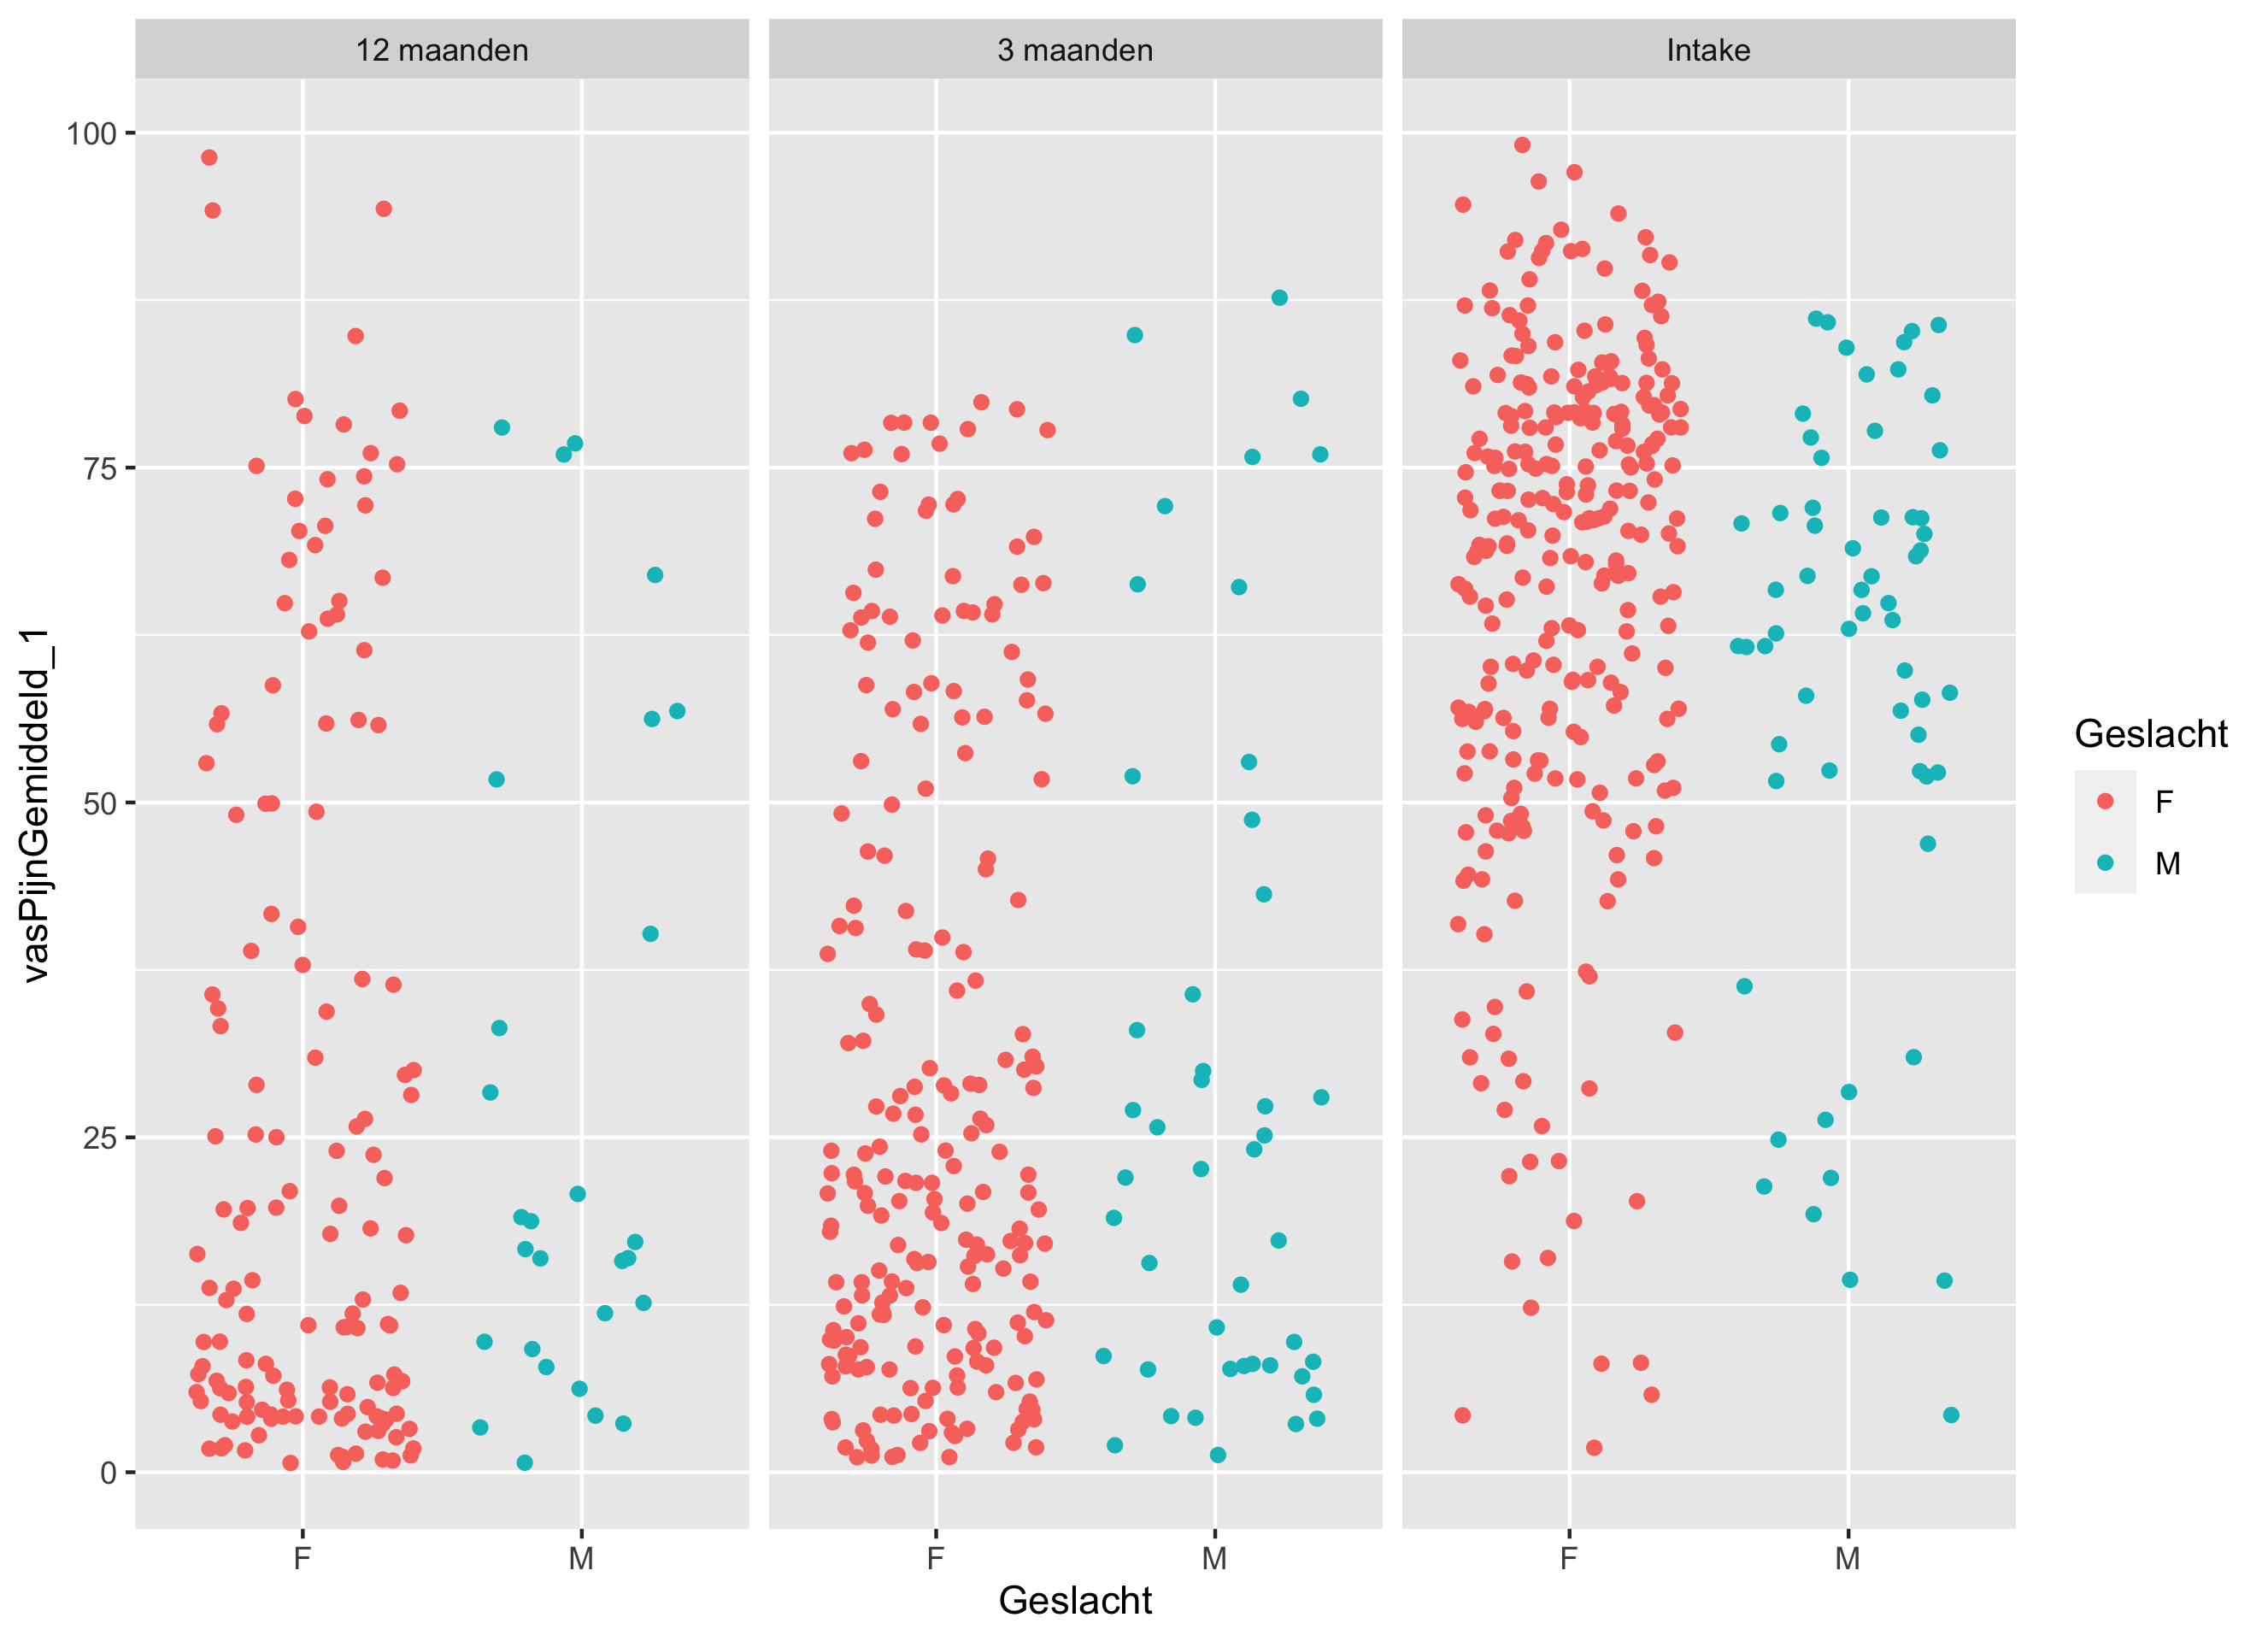 12 maanden
3 maanden
Intake
vasPijnGemiddeld_1
100
75
50
25
0
F
M
F
M
F
M
Geslacht
Geslacht
F
M